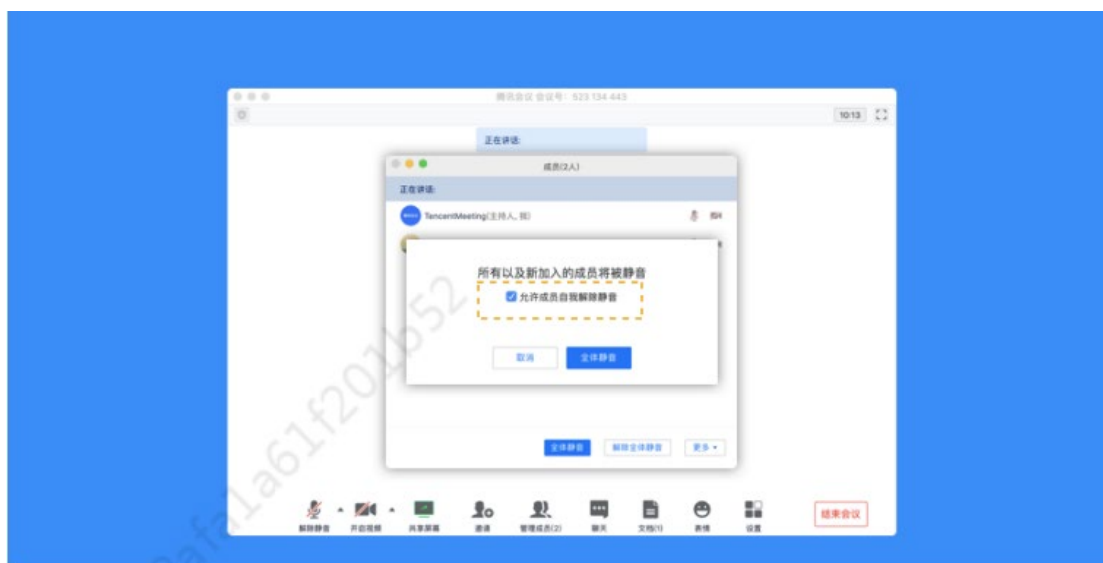 腾讯会议 会议号: 523 134 443
10:13
正在讲话:
成员(2人)
正在讲话:
TencentMeeting(主持人, 我)
所有以及新加入的成员将被静音
允许成员自我解除静音
取消
全体静音
全体静音
解除全体静音
更多
解除静音
开启视频
共享屏幕
邀请
管理成员(2)
聊天
文档(1)
表情
设置
结束会议